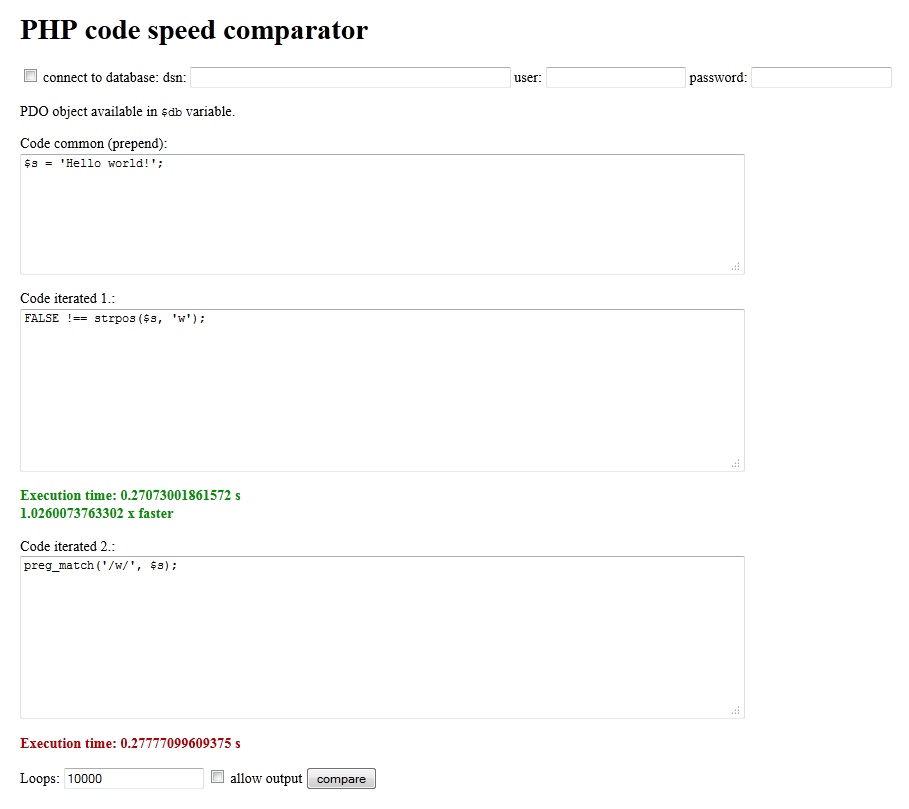 PHP code speed comparator
connect to database: dsn: user: password:
PDO object available in $db variable.
Code common (prepend):
$s = 'Hello world!';
Code iterated 1.:
FALSE !== strpos($s, 'w');
Execution time: 0.27073001861572 s
1.0260073763302 x faster
Code iterated 2.:
preg_match('/w/', $s);
Execution time: 0.27777099609375 s
Loops: 10000 allow output compare